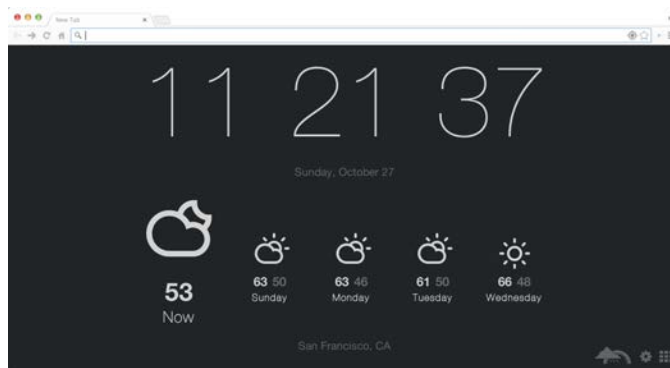 New Tab
11 21 37
Sunday, October 27
53
Now
63 50
Sunday
63 46
Monday
61 50
Tuesday
66 48
Wednesday
San Francisco, CA